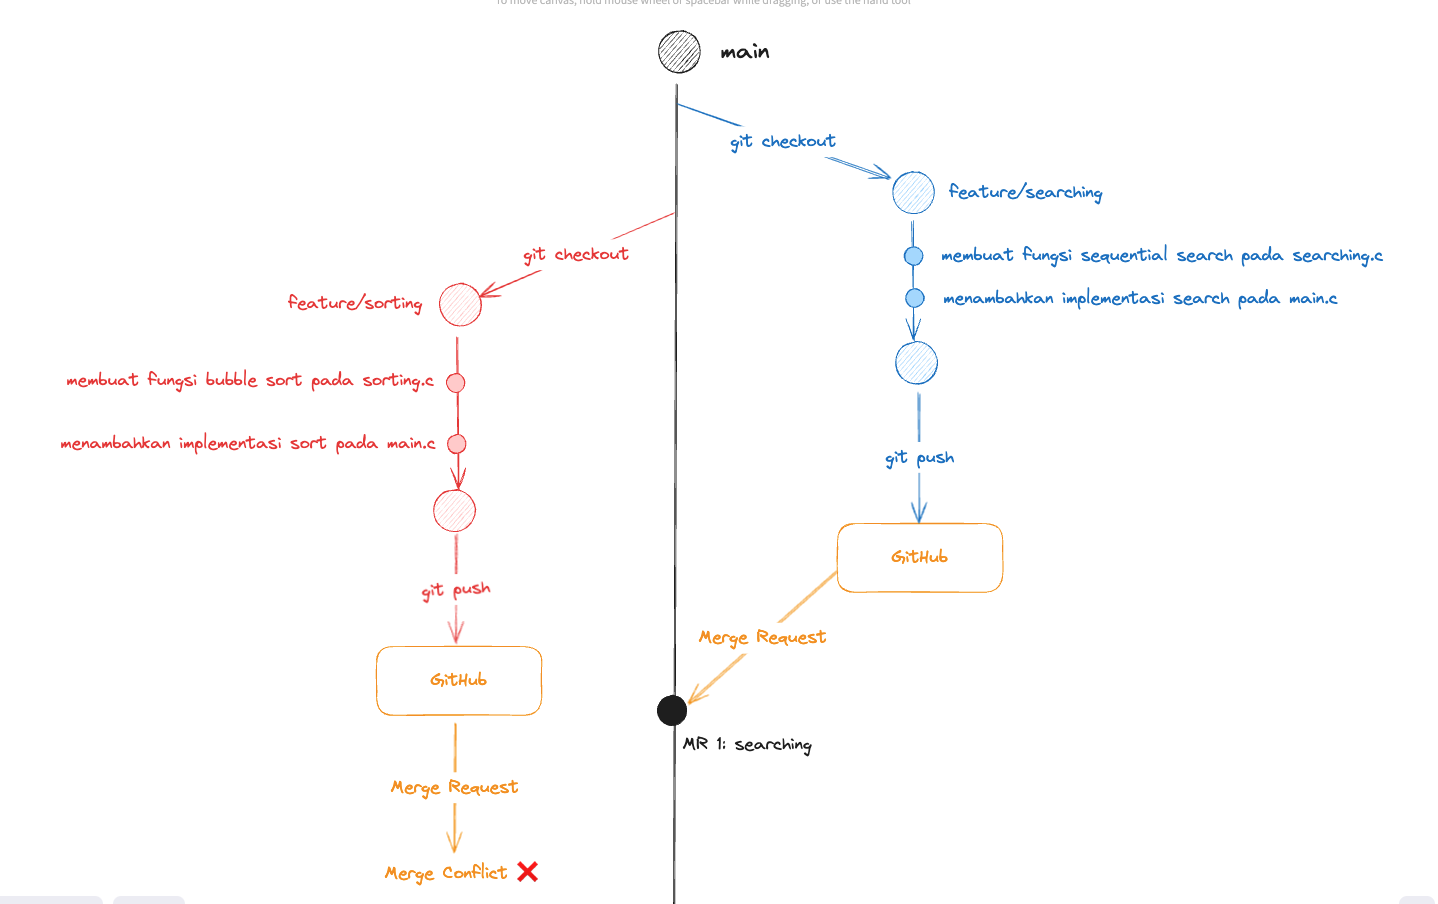 To move canvas, hold mouse wheel or spacebar while dragging, or use the hand tool
main
git checkout
feature/searching
git checkout
membuat fungsi sequential search pada searching.c
menambahkan implementasi search pada main.c
feature/sorting
membuat fungsi bubble sort pada sorting.c
menambahkan implementasi sort pada main.c
git push
GitHub
git push
Merge Request
GitHub
MR 1: searching
Merge Request
Merge Conflict ❌